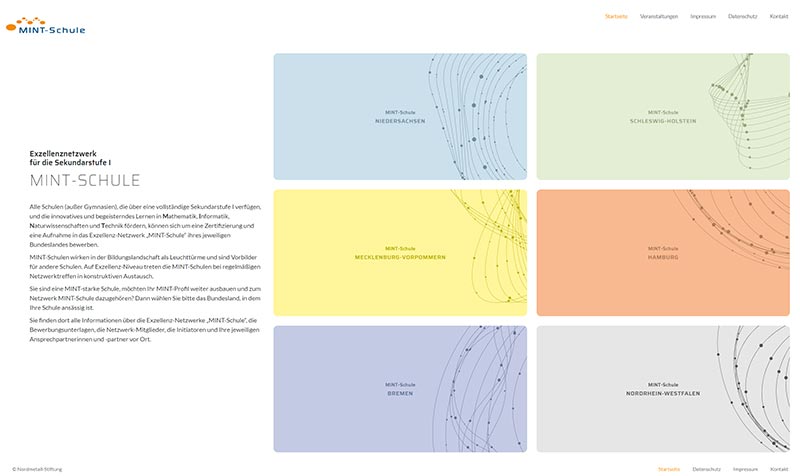 MINT-Schule
Startseite Veranstaltungen Impressum Datenschutz Kontakt
Exzellenznetzwerk
für die Sekundarstufe I
MINT-SCHULE
Alle Schulen (außer Gymnasien), die über eine vollständige Sekundarstufe I verfügen,
und die innovatives und begeisterndes Lernen in Mathematik, Informatik,
Naturwissenschaften und Technik fördern, können sich um eine Zertifizierung und
eine Aufnahme in das Exzellenz-Netzwerk „MINT-Schule" ihres jeweiligen
Bundeslandes bewerben.
MINT-Schulen wirken in der Bildungslandschaft als Leuchttürme und sind Vorbilder
für andere Schulen. Auf Exzellenz-Niveau treten die MINT-Schulen bei regelmäßigen
Netzwerktreffen in konstruktiven Austausch.
Sie sind eine MINT-starke Schule, möchten Ihr MINT-Profil weiter ausbauen und zum
Netzwerk MINT-Schule dazugehören? Dann wählen Sie bitte das Bundesland, in dem
Ihre Schule ansässig ist.
Sie finden dort alle Informationen über die Exzellenz-Netzwerke „MINT-Schule", die
Bewerbungsunterlagen, die Netzwerk-Mitglieder, die Initiatoren und Ihre jeweiligen
Ansprechpartnerinnen und -partner vor Ort.
MINT-Schule
NIEDERSACHSEN
MINT-Schule
SCHLESWIG-HOLSTEIN
MINT-Schule
MECKLENBURG-VORPOMMERN
MINT-Schule
HAMBURG
MINT-Schule
BREMEN
MINT-Schule
NORDRHEIN-WESTFALEN
© Nordmetall-Stiftung
Startseite Datenschutz Impressum Kontakt